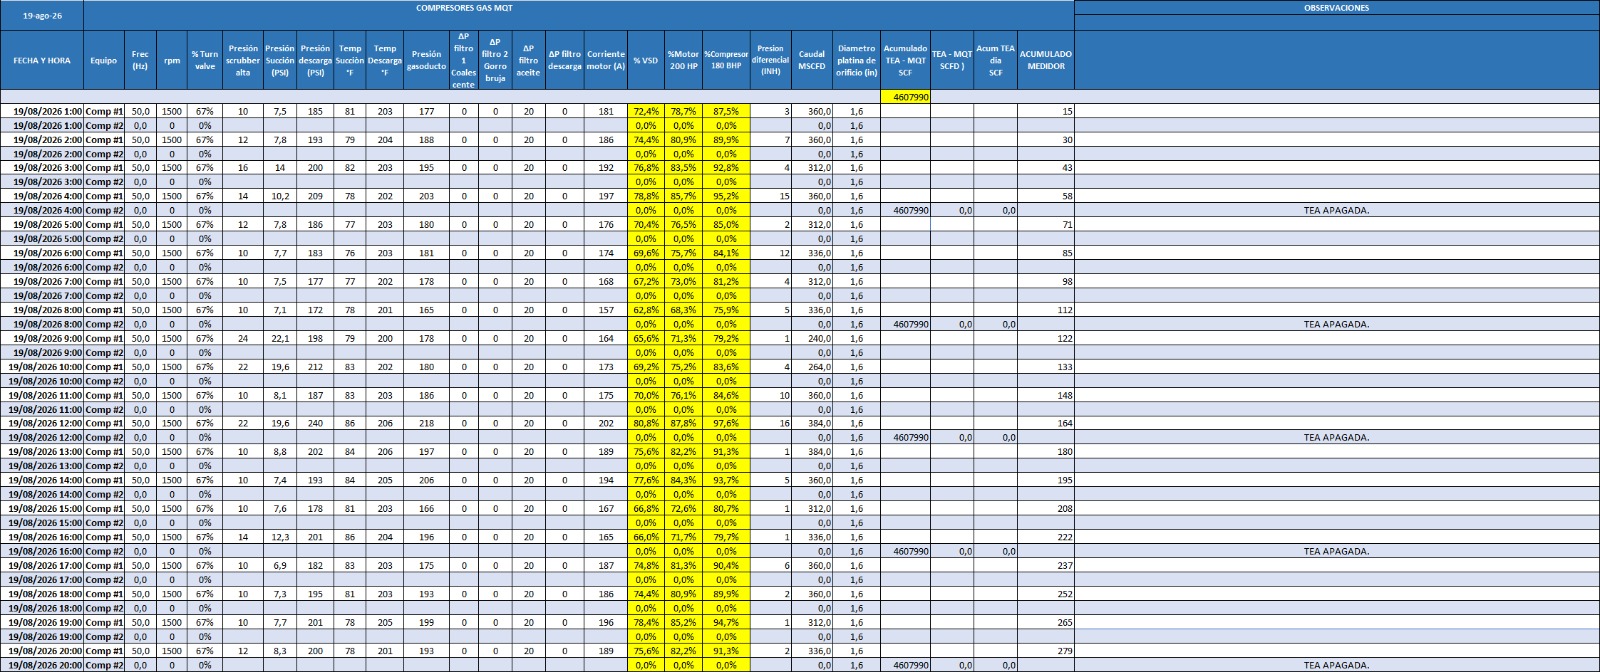 19-ago-26 COMPRESORES GAS MQT OBSERVACIONES
FECHA Y HORA Equipo Frec (Hz) rpm % Turn valve Presión scrubber alta Presión Succión (PSI) Presión descarga (PSI) Temp Succión °F Temp Descarga °F Presión gasoducto ΔP filtro 1 Coales cente ΔP filtro 2 Gorro bruja ΔP filtro aceite ΔP filtro descarga Corriente motor (A) % VSD %Motor 200 HP %Compresor 180 BHP Presion diferencial (INH) Caudal MSCFD Diametro platina de orificio (in) Acumulado TEA - MQT SCF TEA - MQT SCFD ) Acum TEA dia SCF ACUMULADO MEDIDOR
4607990
19/08/2026 1:00 Comp #1 50,0 1500 67% 10 7,5 185 81 203 177 0 0 20 0 181 72,4% 78,7% 87,5% 3 360,0 1,6 15
19/08/2026 1:00 Comp #2 0,0 0 0% 0,0% 0,0% 0,0% 0,0 1,6
19/08/2026 2:00 Comp #1 50,0 1500 67% 12 7,8 193 79 204 188 0 0 20 0 186 74,4% 80,9% 89,9% 7 360,0 1,6 30
19/08/2026 2:00 Comp #2 0,0 0 0% 0,0% 0,0% 0,0% 0,0 1,6
19/08/2026 3:00 Comp #1 50,0 1500 67% 16 14 200 82 203 195 0 0 20 0 192 76,8% 83,5% 92,8% 4 312,0 1,6 43
19/08/2026 3:00 Comp #2 0,0 0 0% 0,0% 0,0% 0,0% 0,0 1,6
19/08/2026 4:00 Comp #1 50,0 1500 67% 14 10,2 209 78 202 203 0 0 20 0 197 78,8% 85,7% 95,2% 15 360,0 1,6 58
19/08/2026 4:00 Comp #2 0,0 0 0% 0,0% 0,0% 0,0% 0,0 1,6 4607990 0,0 0,0 TEA APAGADA.
19/08/2026 5:00 Comp #1 50,0 1500 67% 12 7,8 186 77 203 180 0 0 20 0 176 70,4% 76,5% 85,0% 2 312,0 1,6 71
19/08/2026 5:00 Comp #2 0,0 0 0% 0,0% 0,0% 0,0% 0,0 1,6
19/08/2026 6:00 Comp #1 50,0 1500 67% 10 7,7 183 76 203 181 0 0 20 0 174 69,6% 75,7% 84,1% 12 336,0 1,6 85
19/08/2026 6:00 Comp #2 0,0 0 0% 0,0% 0,0% 0,0% 0,0 1,6
19/08/2026 7:00 Comp #1 50,0 1500 67% 10 7,5 177 77 202 178 0 0 20 0 168 67,2% 73,0% 81,2% 4 312,0 1,6 98
19/08/2026 7:00 Comp #2 0,0 0 0% 0,0% 0,0% 0,0% 0,0 1,6
19/08/2026 8:00 Comp #1 50,0 1500 67% 10 7,1 172 78 201 165 0 0 20 0 157 62,8% 68,3% 75,9% 5 336,0 1,6 112
19/08/2026 8:00 Comp #2 0,0 0 0% 0,0% 0,0% 0,0% 0,0 1,6 4607990 0,0 0,0 TEA APAGADA.
19/08/2026 9:00 Comp #1 50,0 1500 67% 24 22,1 198 79 200 178 0 0 20 0 164 65,6% 71,3% 79,2% 1 240,0 1,6 122
19/08/2026 9:00 Comp #2 0,0 0 0% 0,0% 0,0% 0,0% 0,0 1,6
19/08/2026 10:00 Comp #1 50,0 1500 67% 22 19,6 212 83 202 180 0 0 20 0 173 69,2% 75,2% 83,6% 4 264,0 1,6 133
19/08/2026 10:00 Comp #2 0,0 0 0% 0,0% 0,0% 0,0% 0,0 1,6
19/08/2026 11:00 Comp #1 50,0 1500 67% 10 8,1 187 83 203 186 0 0 20 0 175 70,0% 76,1% 84,6% 10 360,0 1,6 148
19/08/2026 11:00 Comp #2 0,0 0 0% 0,0% 0,0% 0,0% 0,0 1,6
19/08/2026 12:00 Comp #1 50,0 1500 67% 22 19,6 240 86 206 218 0 0 20 0 202 80,8% 87,8% 97,6% 16 384,0 1,6 164
19/08/2026 12:00 Comp #2 0,0 0 0% 0,0% 0,0% 0,0% 0,0 1,6 4607990 0,0 0,0 TEA APAGADA.
19/08/2026 13:00 Comp #1 50,0 1500 67% 10 8,8 202 84 206 197 0 0 20 0 189 75,6% 82,2% 91,3% 1 384,0 1,6 180
19/08/2026 13:00 Comp #2 0,0 0 0% 0,0% 0,0% 0,0% 0,0 1,6
19/08/2026 14:00 Comp #1 50,0 1500 67% 10 7,4 193 84 205 206 0 0 20 0 194 77,6% 84,3% 93,7% 5 360,0 1,6 195
19/08/2026 14:00 Comp #2 0,0 0 0% 0,0% 0,0% 0,0% 0,0 1,6
19/08/2026 15:00 Comp #1 50,0 1500 67% 10 7,6 178 81 203 166 0 0 20 0 167 66,8% 72,6% 80,7% 1 312,0 1,6 208
19/08/2026 15:00 Comp #2 0,0 0 0% 0,0% 0,0% 0,0% 0,0 1,6
19/08/2026 16:00 Comp #1 50,0 1500 67% 14 12,3 201 86 204 196 0 0 20 0 165 66,0% 71,7% 79,7% 1 336,0 1,6 222
19/08/2026 16:00 Comp #2 0,0 0 0% 0,0% 0,0% 0,0% 0,0 1,6 4607990 0,0 0,0 TEA APAGADA.
19/08/2026 17:00 Comp #1 50,0 1500 67% 10 6,9 182 83 203 175 0 0 20 0 187 74,8% 81,3% 90,4% 6 360,0 1,6 237
19/08/2026 17:00 Comp #2 0,0 0 0% 0,0% 0,0% 0,0% 0,0 1,6
19/08/2026 18:00 Comp #1 50,0 1500 67% 10 7,3 195 81 203 193 0 0 20 0 186 74,4% 80,9% 89,9% 2 360,0 1,6 252
19/08/2026 18:00 Comp #2 0,0 0 0% 0,0% 0,0% 0,0% 0,0 1,6
19/08/2026 19:00 Comp #1 50,0 1500 67% 10 7,7 201 78 205 199 0 0 20 0 196 78,4% 85,2% 94,7% 1 312,0 1,6 265
19/08/2026 19:00 Comp #2 0,0 0 0% 0,0% 0,0% 0,0% 0,0 1,6
19/08/2026 20:00 Comp #1 50,0 1500 67% 12 8,3 200 78 201 193 0 0 20 0 189 75,6% 82,2% 91,3% 2 336,0 1,6 279
19/08/2026 20:00 Comp #2 0,0 0 0% 0,0% 0,0% 0,0% 0,0 1,6 4607990 0,0 0,0 TEA APAGADA.